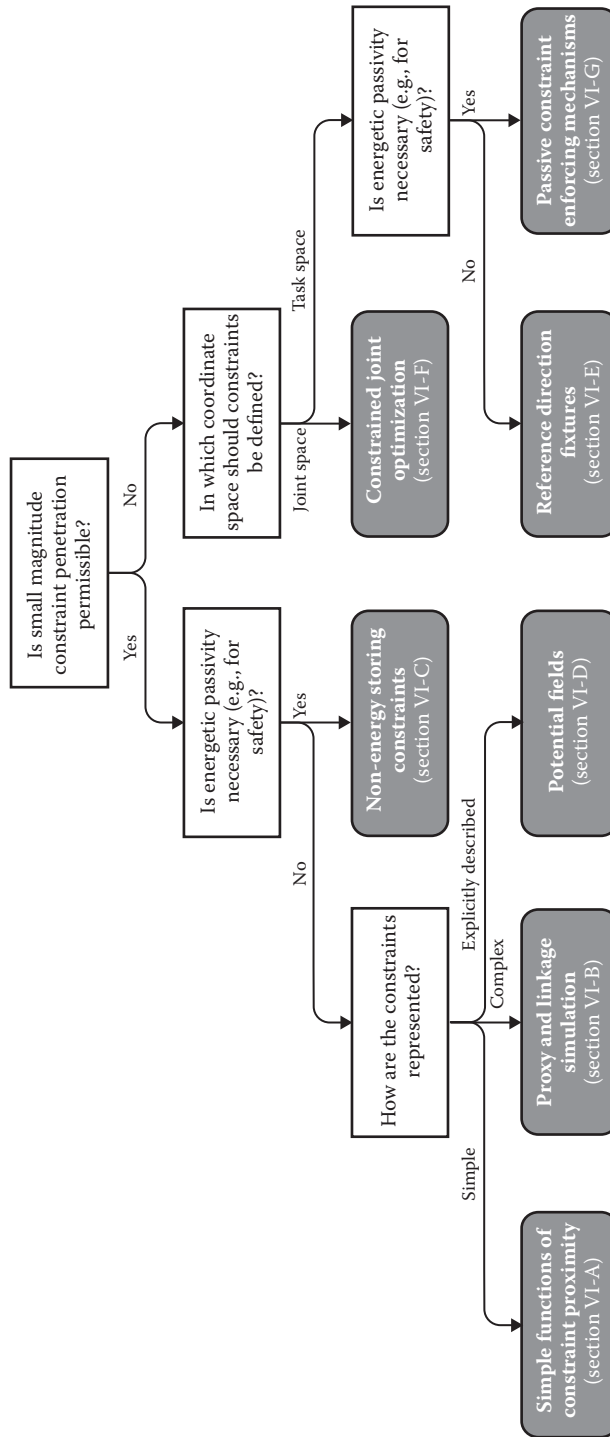 Is small magnitude
constraint penetration
permissible?
Yes
No
Is energetic passivity
necessary (e.g., for
safety)?
In which coordinate
space should constraints
be defined?
No
Yes
Joint space
Task space
How are the constraints
represented?
Non-energy storing
constraints
(section VI-C)
Constrained joint
optimization
(section VI-F)
Is energetic passivity
necessary (e.g., for
safety)?
Simple
Complex
Explicitly described
No
Yes
Simple functions of
constraint proximity
(section VI-A)
Proxy and linkage
simulation
(section VI-B)
Potential fields
(section VI-D)
Reference direction
fixtures
(section VI-E)
Passive constraint
enforcing mechanisms
(section VI-G)